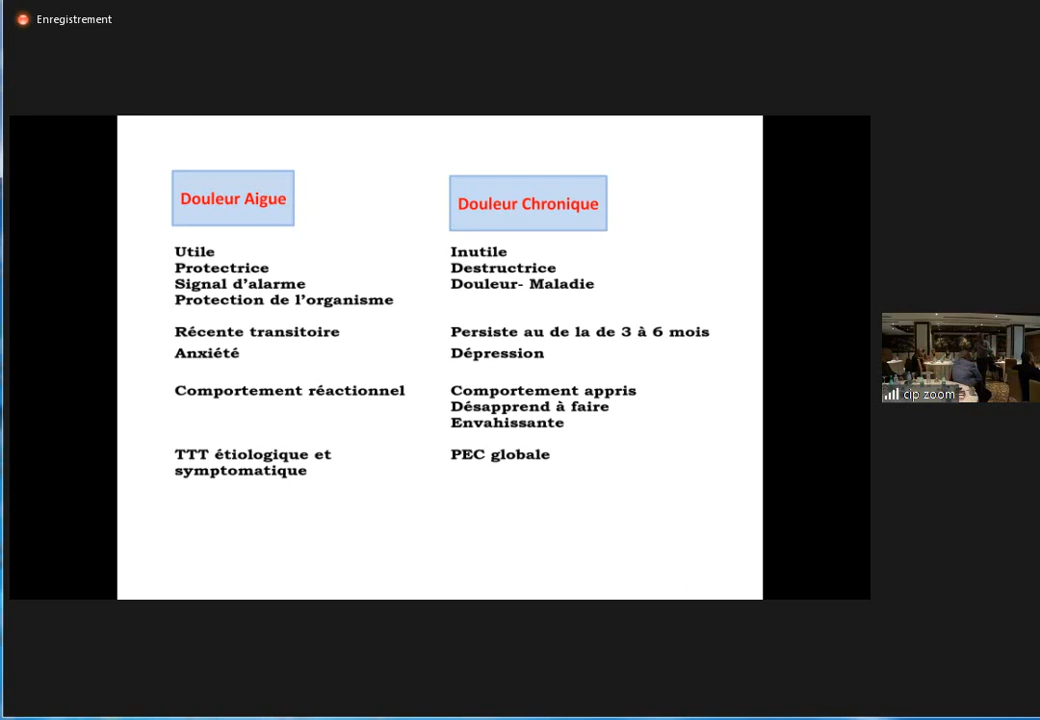 Enregistrement
Douleur Aigue
Utile
Protectrice
Signal d'alarme
Protection de l'organisme
Récente transitoire
Anxiété
Comportement réactionnel
TTT étiologique et
symptomatique
Douleur Chronique
Inutile
Destructrice
Douleur- Maladie
Persiste au de la de 3 à 6 mois
Dépression
Comportement appris
Désapprend à faire
Envahissante
PEC globale
cip zoom